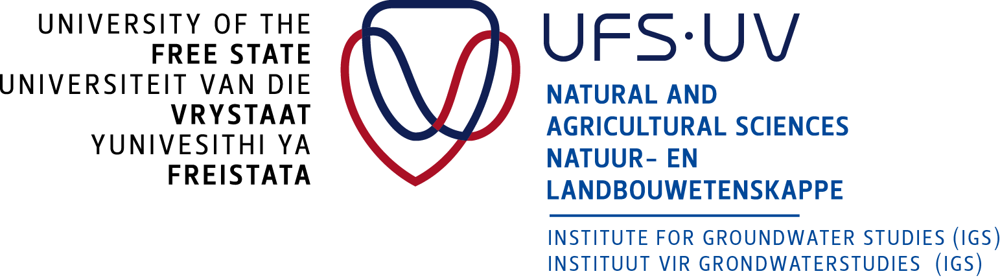 UNIVERSITY OF THE
FREE STATE
UNIVERSITEIT VAN DIE
VRYSTAAT
YUNIVESITHI YA
FREISTATA
UFS·UV
NATURAL AND
AGRICULTURAL SCIENCES
NATUUR- EN
LANDBOUWETENSKAPPE
INSTITUTE FOR GROUNDWATER STUDIES (IGS)
INSTITUUT VIR GRONDWATERSTUDIES (IGS)